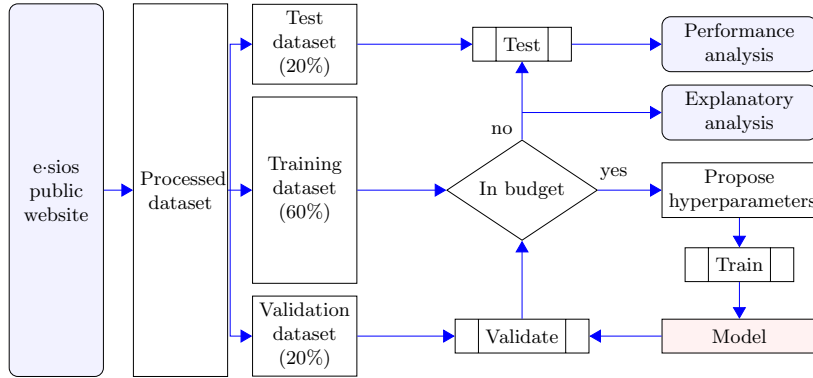 e·sios
public
website
Processed
dataset
Test
dataset
(20%)
Training
dataset
(60%)
Validation
dataset
(20%)
Test
no
In budget
yes
Validate
Performance
analysis
Explanatory
analysis
Propose
hyperparameters
Train
Model